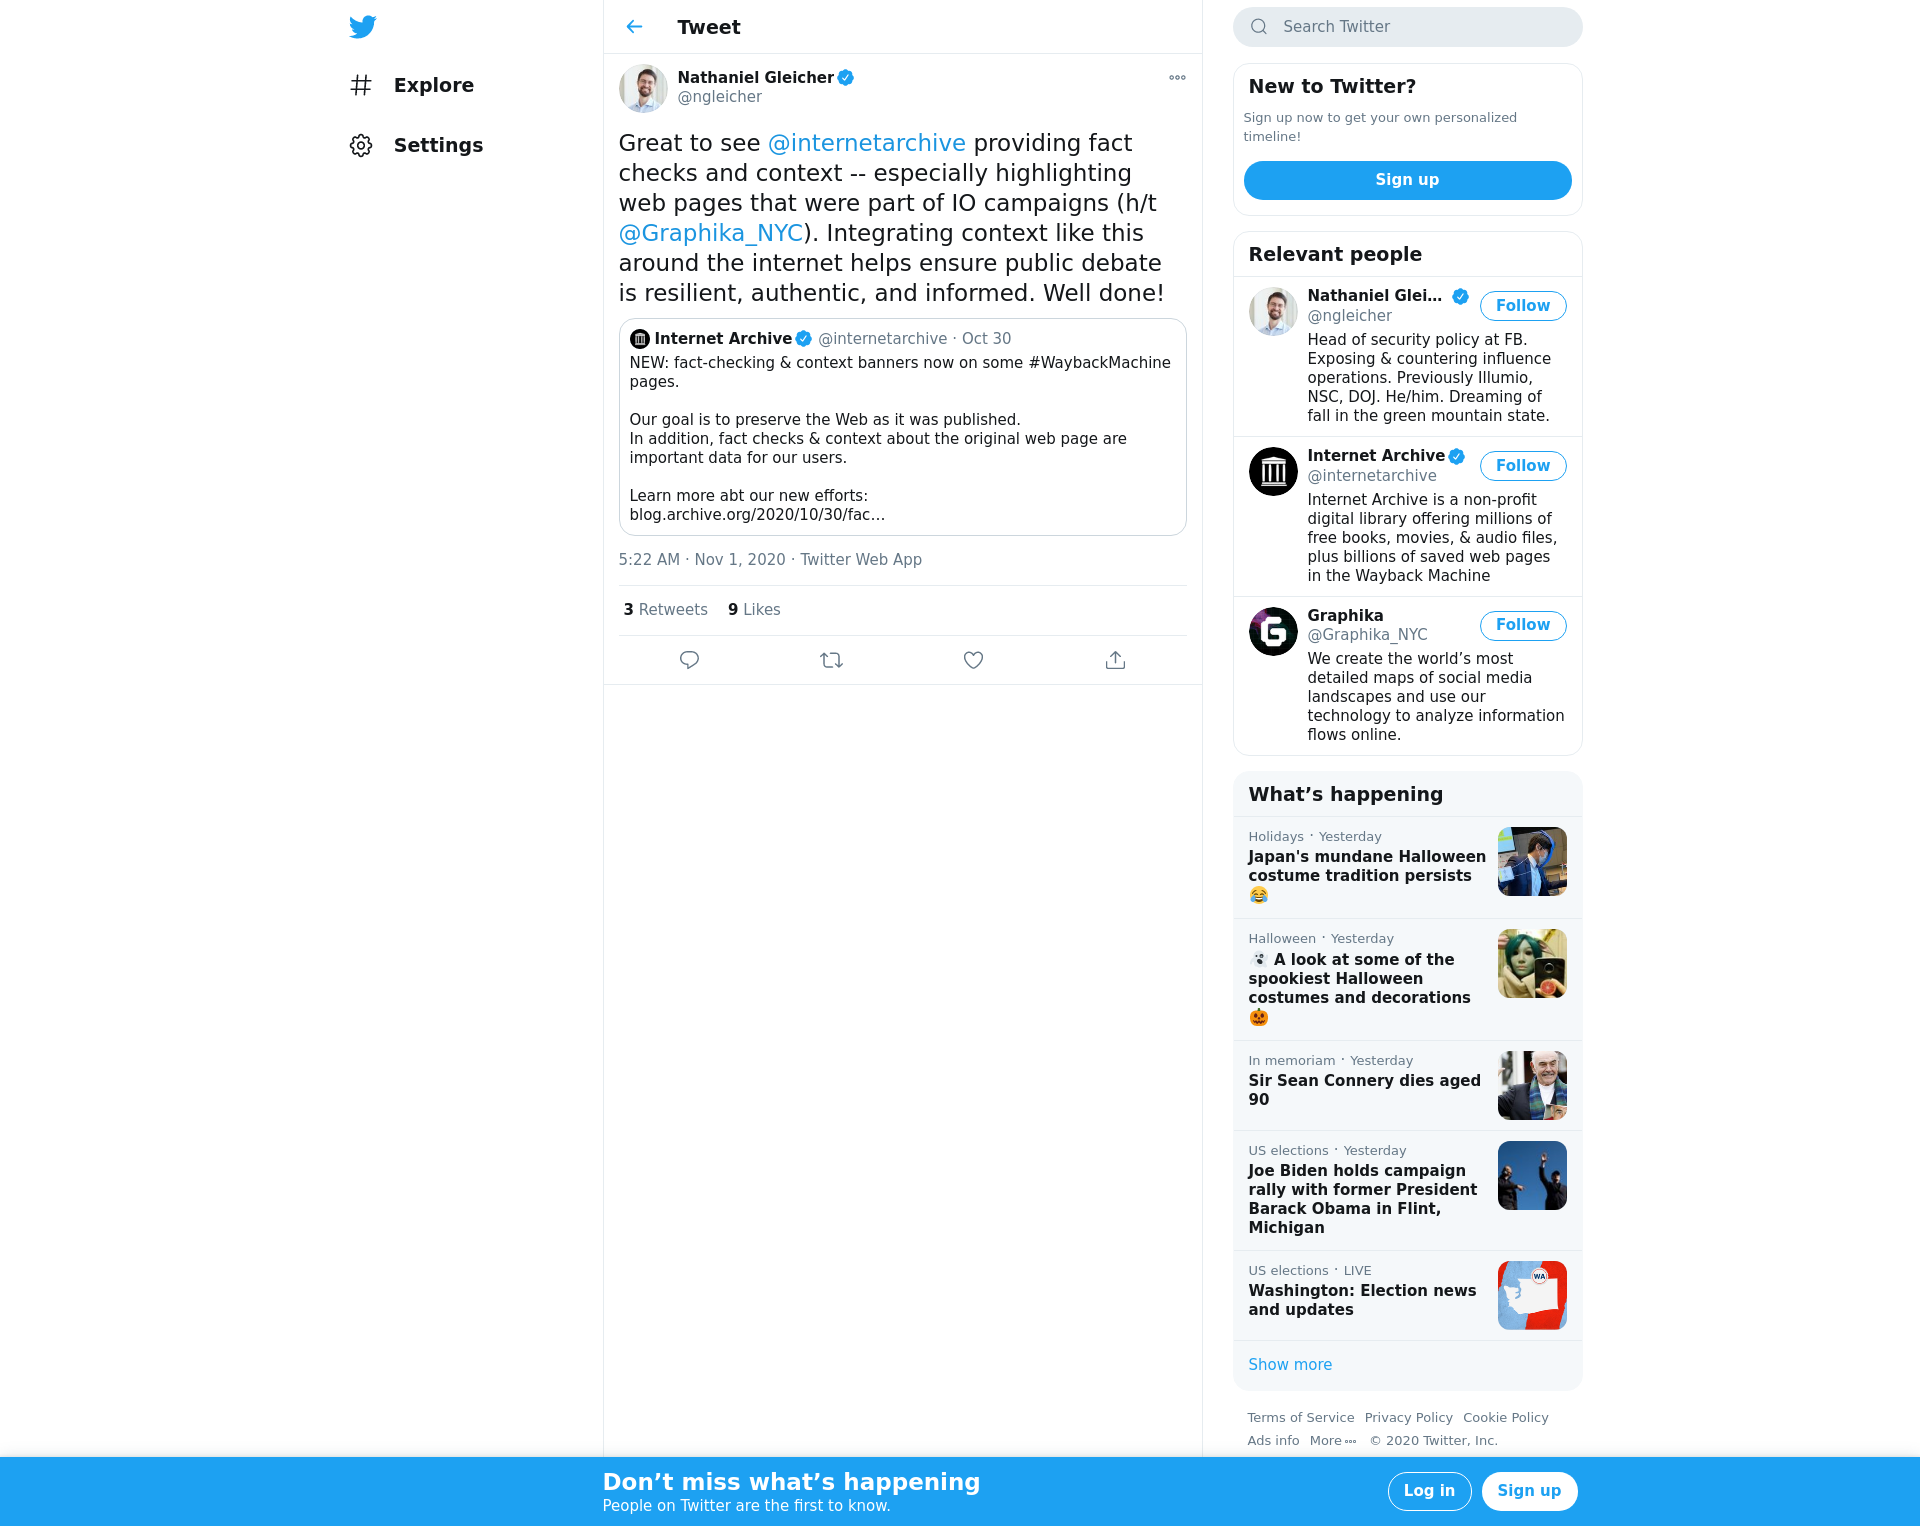 Explore
Settings
Tweet
Nathaniel Gleicher
@ngleicher
Great to see @internetarchive providing fact
checks and context -- especially highlighting
web pages that were part of IO campaigns (h/t
@Graphika_NYC). Integrating context like this
around the internet helps ensure public debate
is resilient, authentic, and informed. Well done!
Internet Archive @internetarchive · Oct 30
NEW: fact-checking & context banners now on some #WaybackMachine
pages.
Our goal is to preserve the Web as it was published.
In addition, fact checks & context about the original web page are
important data for our users.
Learn more abt our new efforts:
blog.archive.org/2020/10/30/fac…
5:22 AM · Nov 1, 2020 · Twitter Web App
3 Retweets 9 Likes
Search Twitter
New to Twitter?
Sign up now to get your own personalized
timeline!
Sign up
Relevant people
Nathaniel Glei...
Follow
@ngleicher
Head of security policy at FB.
Exposing & countering influence
operations. Previously Illumio,
NSC, DOJ. He/him. Dreaming of
fall in the green mountain state.
Internet Archive
Follow
@internetarchive
Internet Archive is a non-profit
digital library offering millions of
free books, movies, & audio files,
plus billions of saved web pages
in the Wayback Machine
Graphika
Follow
@Graphika_NYC
We create the world’s most
detailed maps of social media
landscapes and use our
technology to analyze information
flows online.
What’s happening
Holidays · Yesterday
Japan's mundane Halloween
costume tradition persists
😂
Halloween · Yesterday
👻 A look at some of the
spookiest Halloween
costumes and decorations
🎃
In memoriam · Yesterday
Sir Sean Connery dies aged
90
US elections · Yesterday
Joe Biden holds campaign
rally with former President
Barack Obama in Flint,
Michigan
US elections · LIVE
Washington: Election news
and updates
WA
Show more
Terms of Service Privacy Policy Cookie Policy
Ads info More © 2020 Twitter, Inc.
Don’t miss what’s happening
People on Twitter are the first to know.
Log in
Sign up